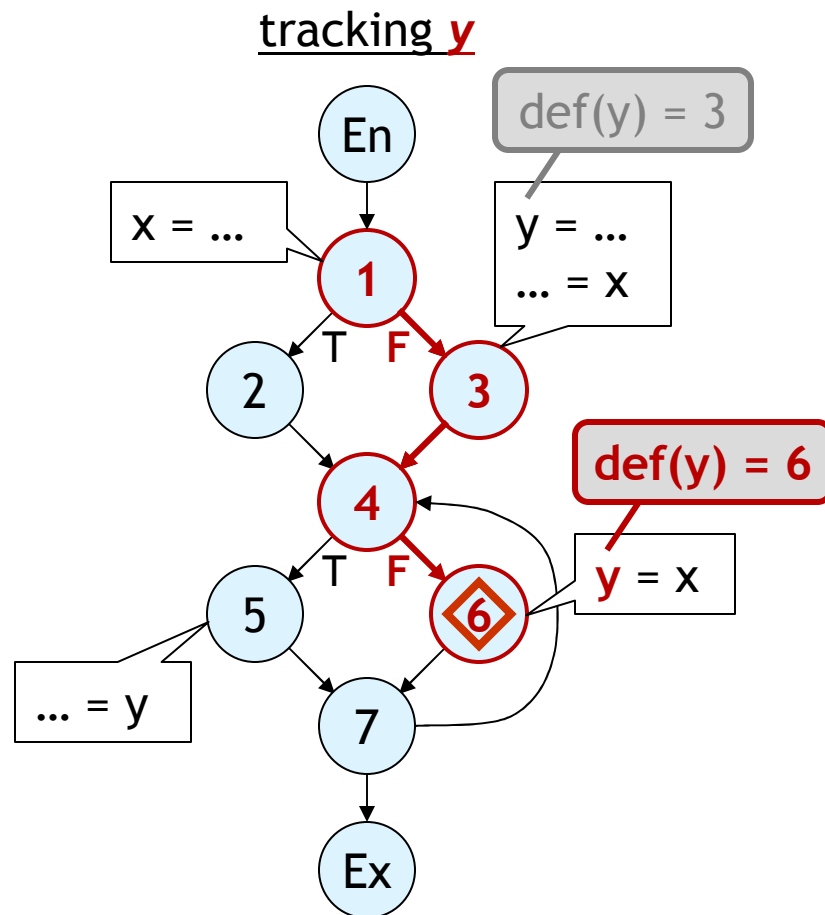 tracking y
def(y) = 3
En
x = ...
y = ...
... = x
1
T F
2
3
def(y) = 6
4
T F
y = x
5
6
... = y
7
Ex